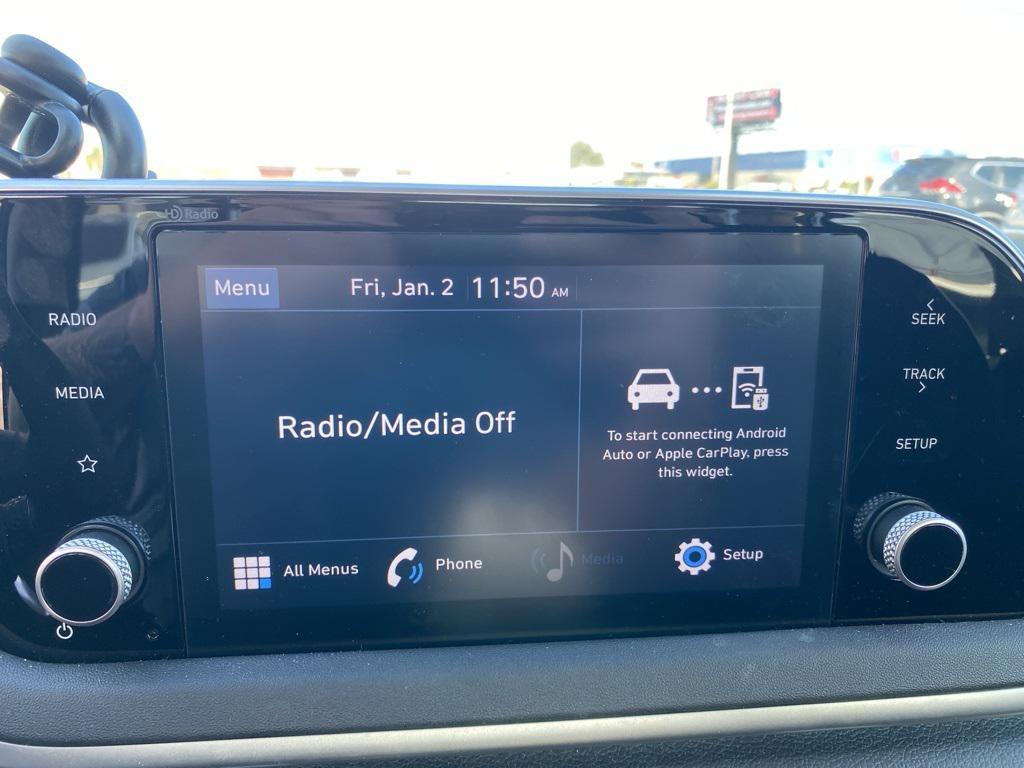 HD Radio
Menu
Fri, Jan. 2
11:50 AM
RADIO
MEDIA
Radio/Media Off
To start connecting Android
Auto or Apple CarPlay, press
this widget.
All Menus
Phone
Media
Setup
SEEK
TRACK
SETUP